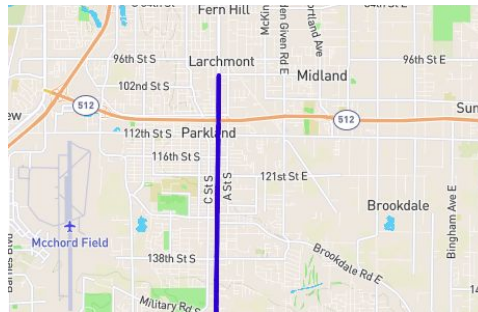 Fern Hill
96th St S
Larchmont
96th St E
Midland
102nd St S
512
512
112th St S
Parkland
116th St S
121st St E
C St S
A St S
Brookdale
Mcchord Field
138th St S
Brookdale Rd E
Bingham Ave E
Military Rd S